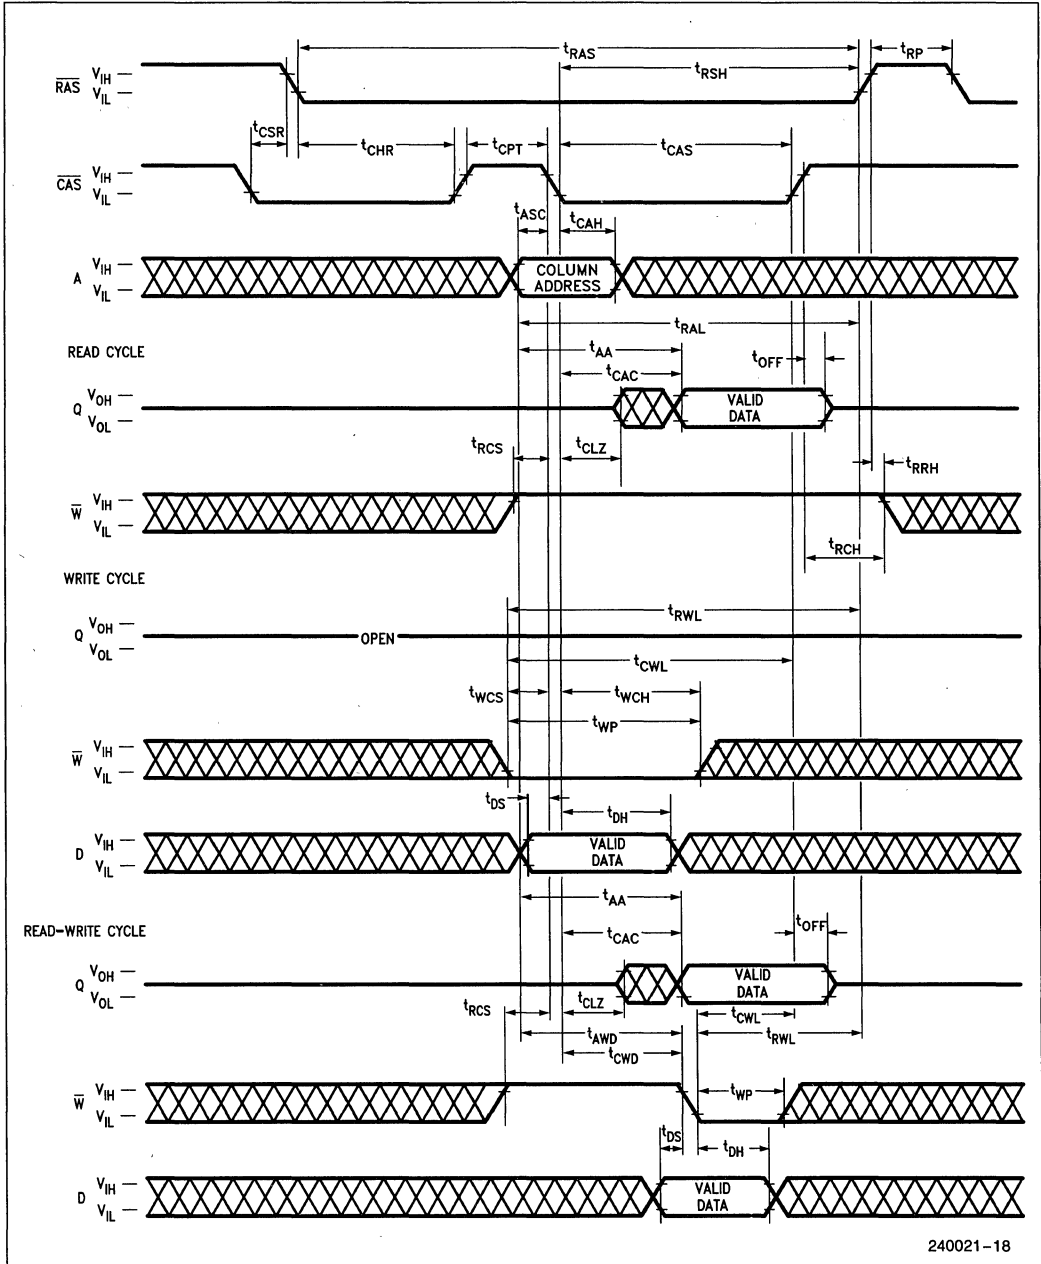 tRAS
tRP
tRSH
RAS VIH
VIL
tCSR
tCHR
tCPT
tCAS
CAS VIH
VIL
tASC
tCAH
A VIH
VIL
COLUMN
ADDRESS
tRAL
READ CYCLE
tAA
tOFF
tCAC
Q VOH
VOL
VALID
DATA
tRCS
tCLZ
tRRH
W VIH
VIL
tRCH
WRITE CYCLE
tRWL
Q VOH
VOL
OPEN
tCWL
tWCS
tWCH
tWP
W VIH
VIL
tDS
tDH
D VIH
VIL
VALID
DATA
tAA
READ-WRITE CYCLE
tCAC
tOFF
Q VOH
VOL
VALID
DATA
tRCS
tCLZ
tCWL
tAWD
tRWL
tCWD
W VIH
VIL
tWP
tDS
tDH
D VIH
VIL
VALID
DATA
240021-18